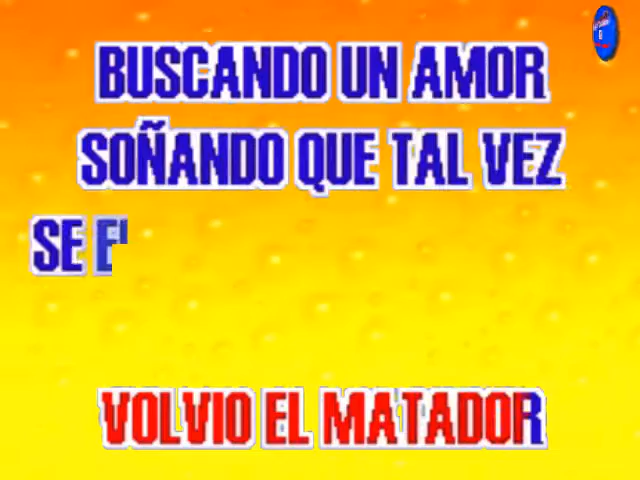 BUSCANDO UN AMOR
SOÑANDO QUE TAL VEZ
SE
VOLVIO EL MATADOR